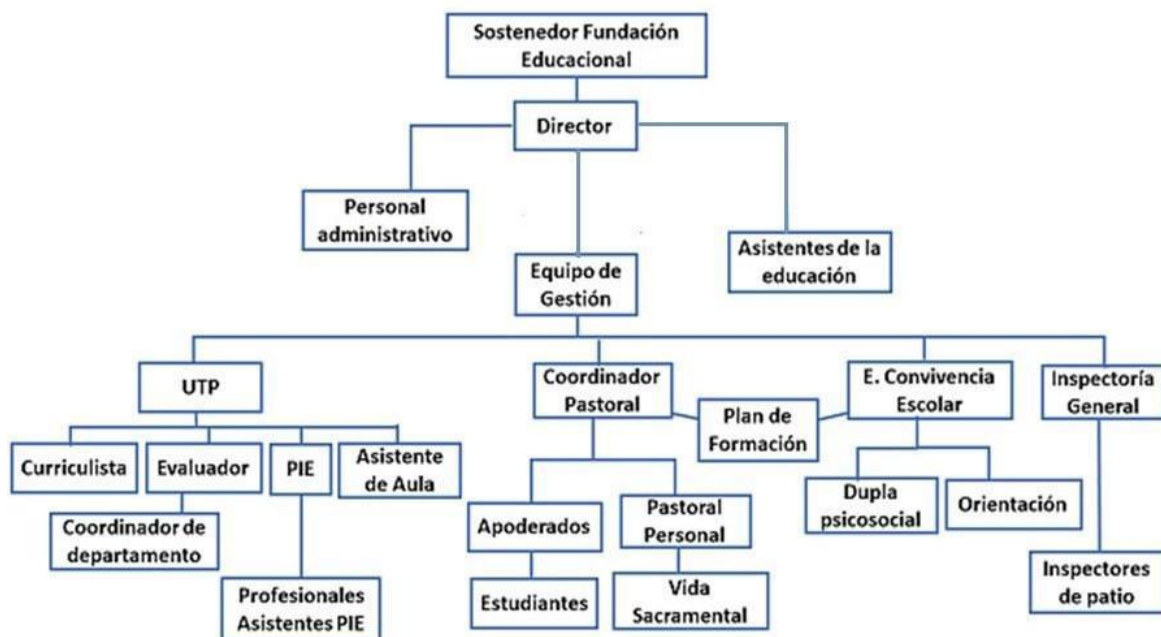 Sostenedor Fundación
Educacional
Director
Personal
administrativo
Asistentes de la
educación
Equipo de
Gestión
UTP
Coordinador
Pastoral
E. Convivencia
Escolar
Inspectoría
General
Plan de
Formación
Curriculista
Evaluador
PIE
Asistente
de Aula
Coordinador de
departamento
Profesionales
Asistentes PIE
Apoderados
Estudiantes
Pastoral
Personal
Vida
Sacramental
Dupla
psicosocial
Orientación
Inspectores
de patio